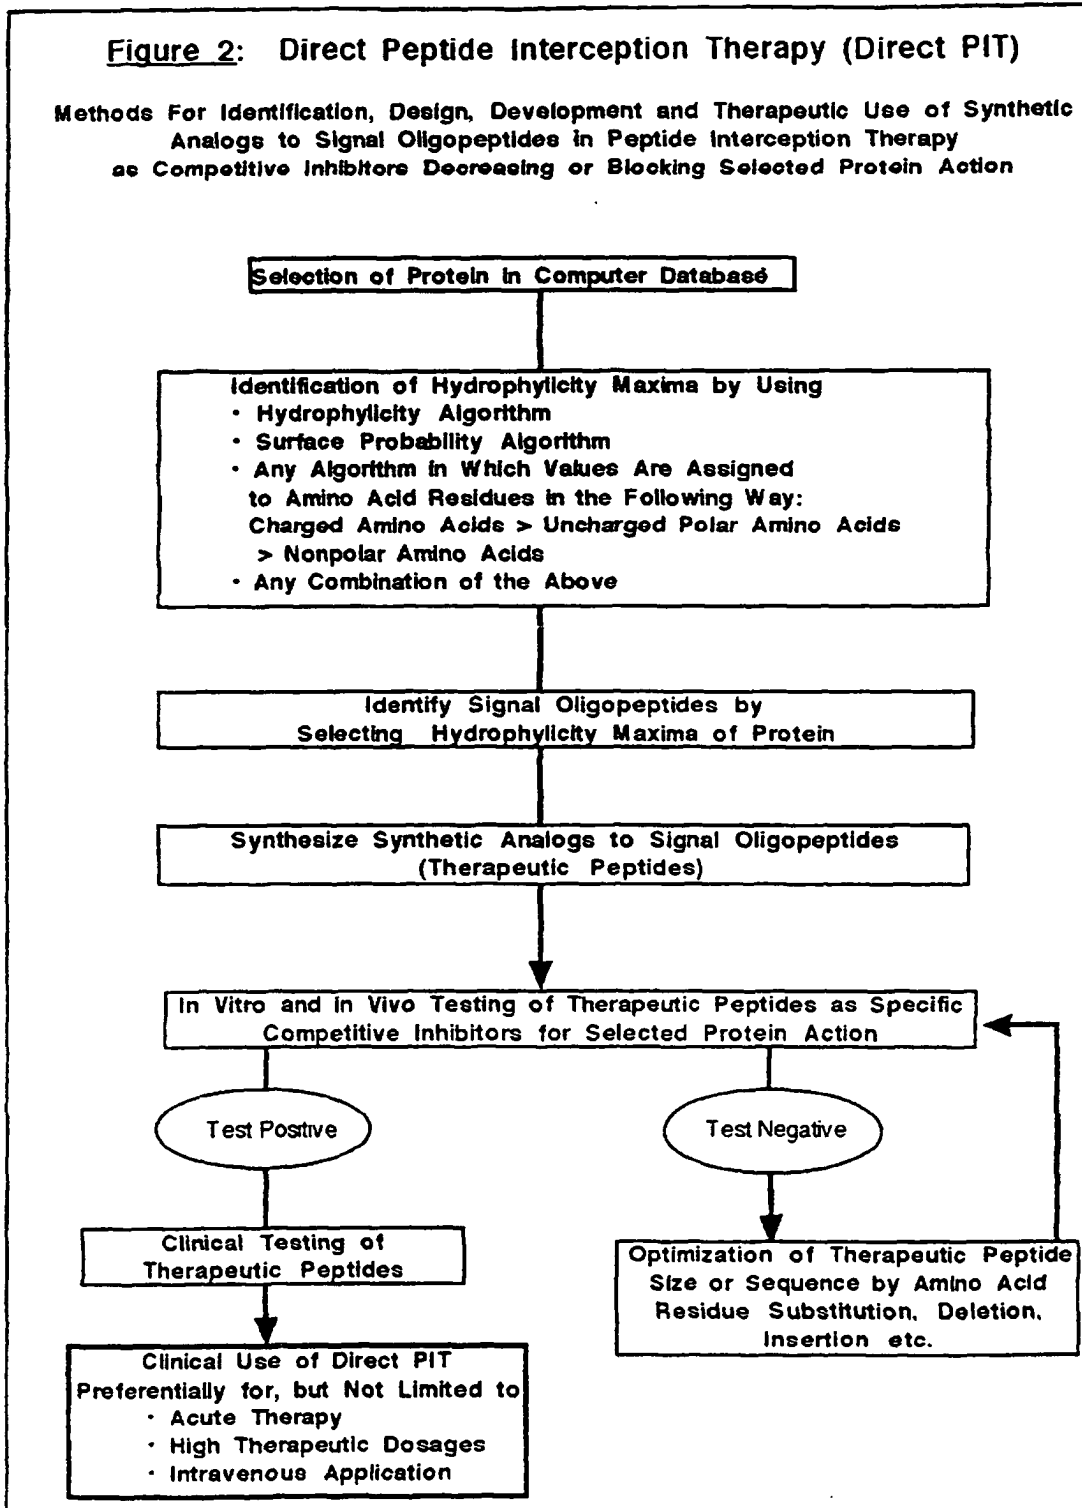 Figure 2: Direct Peptide Interception Therapy (Direct PIT)
Methods For Identification, Design, Development and Therapeutic Use of Synthetic
Analogs to Signal Oligopeptides in Peptide Interception Therapy
as Competitive Inhibitors Decreasing or Blocking Selected Protein Action
Selection of Protein in Computer Database
Identification of Hydrophylicity Maxima by Using
· Hydrophylicity Algorithm
· Surface Probability Algorithm
· Any Algorithm in Which Values Are Assigned
to Amino Acid Residues in the Following Way:
Charged Amino Acids > Uncharged Polar Amino Acids
> Nonpolar Amino Acids
· Any Combination of the Above
Identify Signal Oligopeptides by
Selecting Hydrophylicity Maxima of Protein
Synthesize Synthetic Analogs to Signal Oligopeptides
(Therapeutic Peptides)
In Vitro and in Vivo Testing of Therapeutic Peptides as Specific
Competitive Inhibitors for Selected Protein Action
Test Positive
Test Negative
Clinical Testing of
Therapeutic Peptides
Optimization of Therapeutic Peptide
Size or Sequence by Amino Acid
Residue Substitution, Deletion,
Insertion etc.
Clinical Use of Direct PIT
Preferentially for, but Not Limited to
· Acute Therapy
· High Therapeutic Dosages
· Intravenous Application